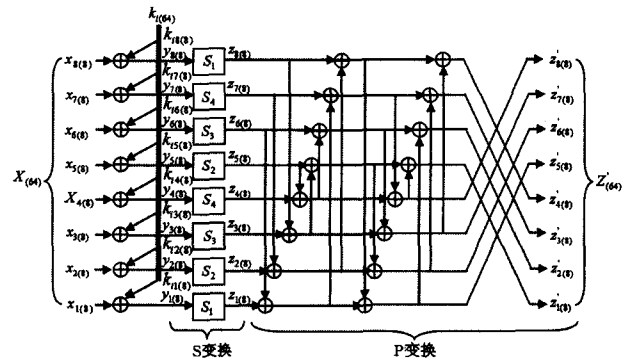 k_{i(64)}
k_{i8(8)}
x_{8(8)} y_{8(8)} S_1 z_{8(8)} z'_{8(8)}
k_{i7(8)}
x_{7(8)} y_{7(8)} S_4 z_{7(8)} z'_{7(8)}
k_{i6(8)}
x_{6(8)} y_{6(8)} S_3 z_{6(8)} z'_{6(8)}
k_{i5(8)}
x_{5(8)} y_{5(8)} S_2 z_{5(8)} z'_{5(8)}
X_{(64)} Z'_{(64)}
k_{i4(8)}
X_{4(8)} y_{4(8)} S_4 z_{4(8)} z'_{4(8)}
k_{i3(8)}
x_{3(8)} y_{3(8)} S_3 z_{3(8)} z'_{3(8)}
k_{i2(8)}
x_{2(8)} y_{2(8)} S_2 z_{2(8)} z'_{2(8)}
k_{i1(8)}
x_{1(8)} y_{1(8)} S_1 z_{1(8)} z'_{1(8)}
S变换 P变换